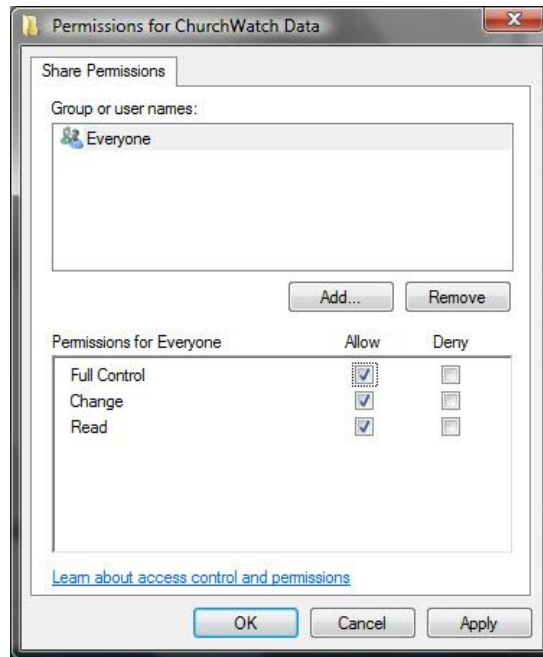 Permissions for ChurchWatch Data
Share Permissions
Group or user names:
Everyone
Add... Remove
Permissions for Everyone Allow Deny
Full Control
Change
Read
Learn about access control and permissions
OK Cancel Apply